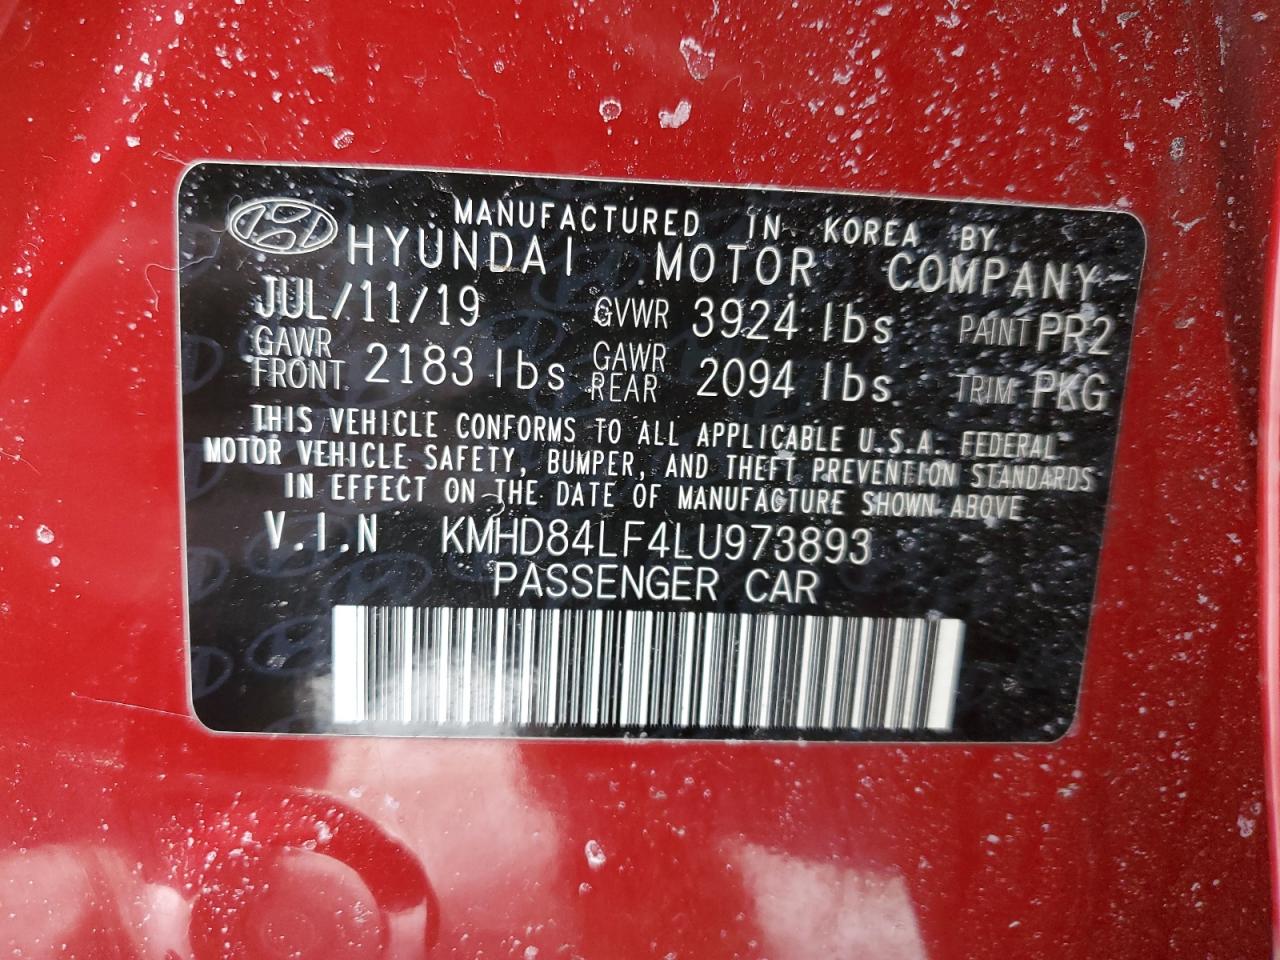 MANUFACTURED IN KOREA BY
HYUNDAI MOTOR COMPANY
JUL/11/19 GVWR 3924 lbs PAINT PR2
GAWR FRONT 2183 lbs GAWR REAR 2094 lbs TRIM PKG
THIS VEHICLE CONFORMS TO ALL APPLICABLE U.S.A. FEDERAL
MOTOR VEHICLE SAFETY, BUMPER, AND THEFT PREVENTION STANDARDS
IN EFFECT ON THE DATE OF MANUFACTURE SHOWN ABOVE
V.I.N KMHD84LF4LU973893
PASSENGER CAR